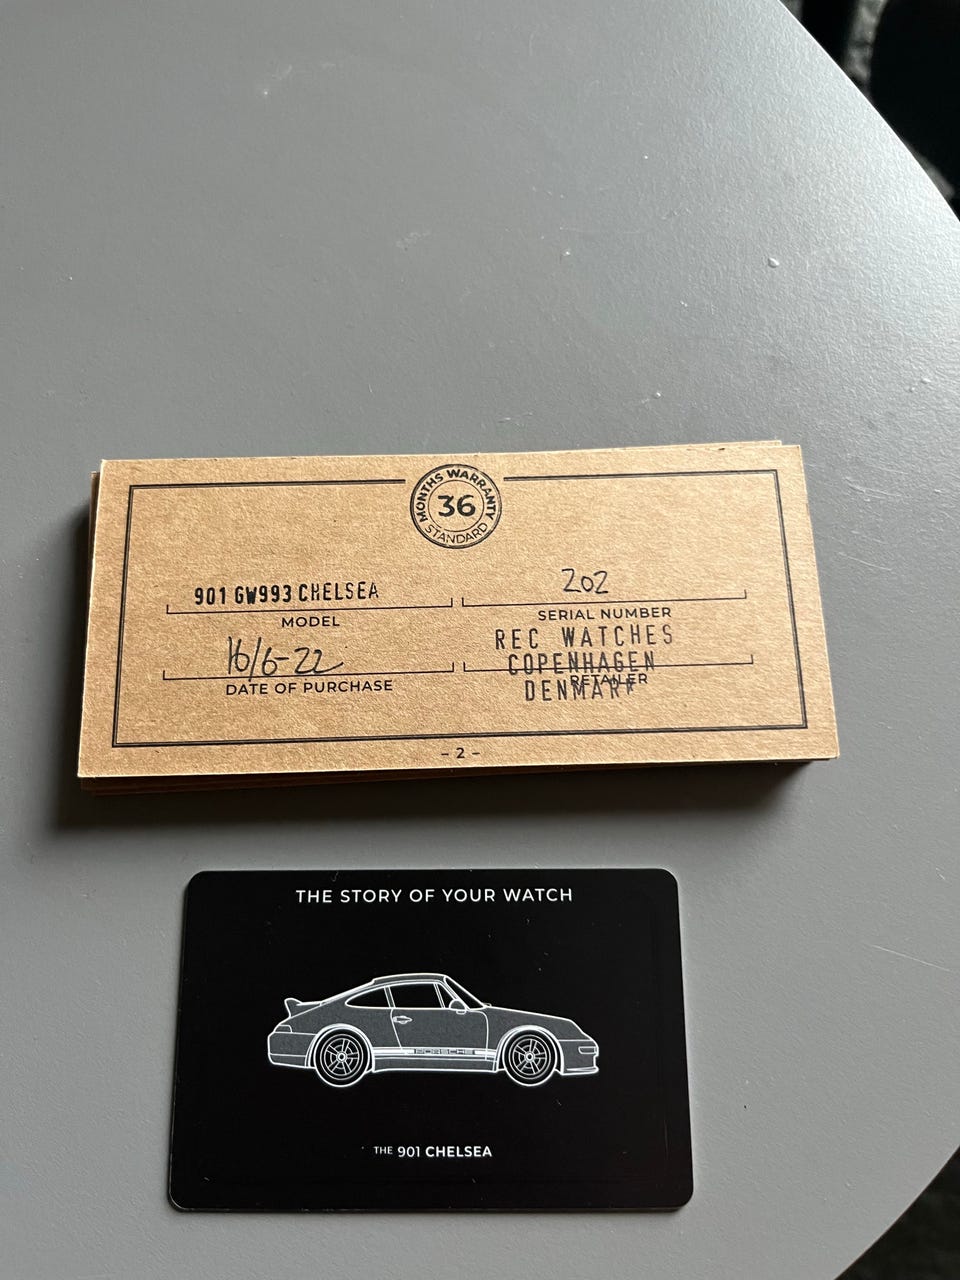 MONTHS WARRANTY
36
STANDARD
901 GW993 CHELSEA
MODEL
202
SERIAL NUMBER
16/6-22
DATE OF PURCHASE
REC WATCHES
COPENHAGEN
RETAILER
DENMARK
- 2 -
THE STORY OF YOUR WATCH
PORSCHE
THE 901 CHELSEA